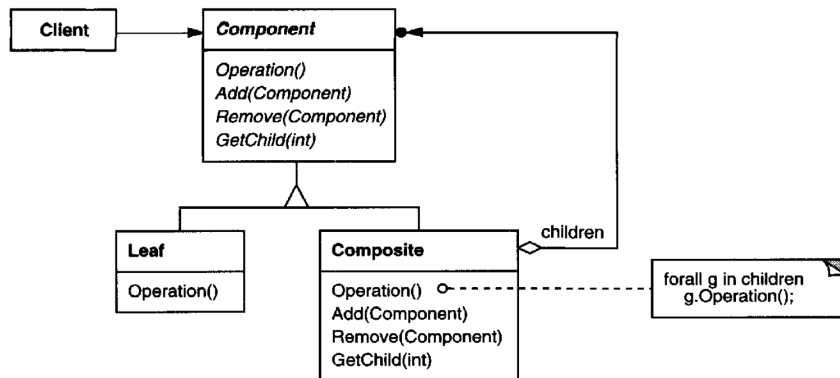 Client
Component
Operation()
Add(Component)
Remove(Component)
GetChild(int)
Leaf
Operation()
Composite
Operation()
Add(Component)
Remove(Component)
GetChild(int)
children
forall g in children
g.Operation();